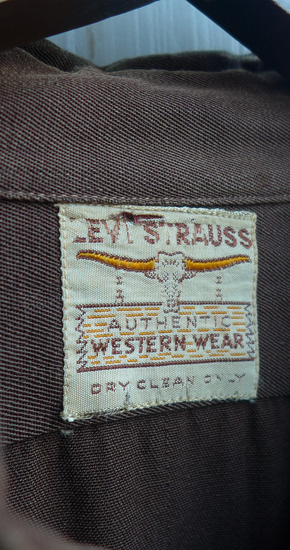 LEVI STRAUSS
AUTHENTIC
WESTERN-WEAR
DRY CLEAN ONLY